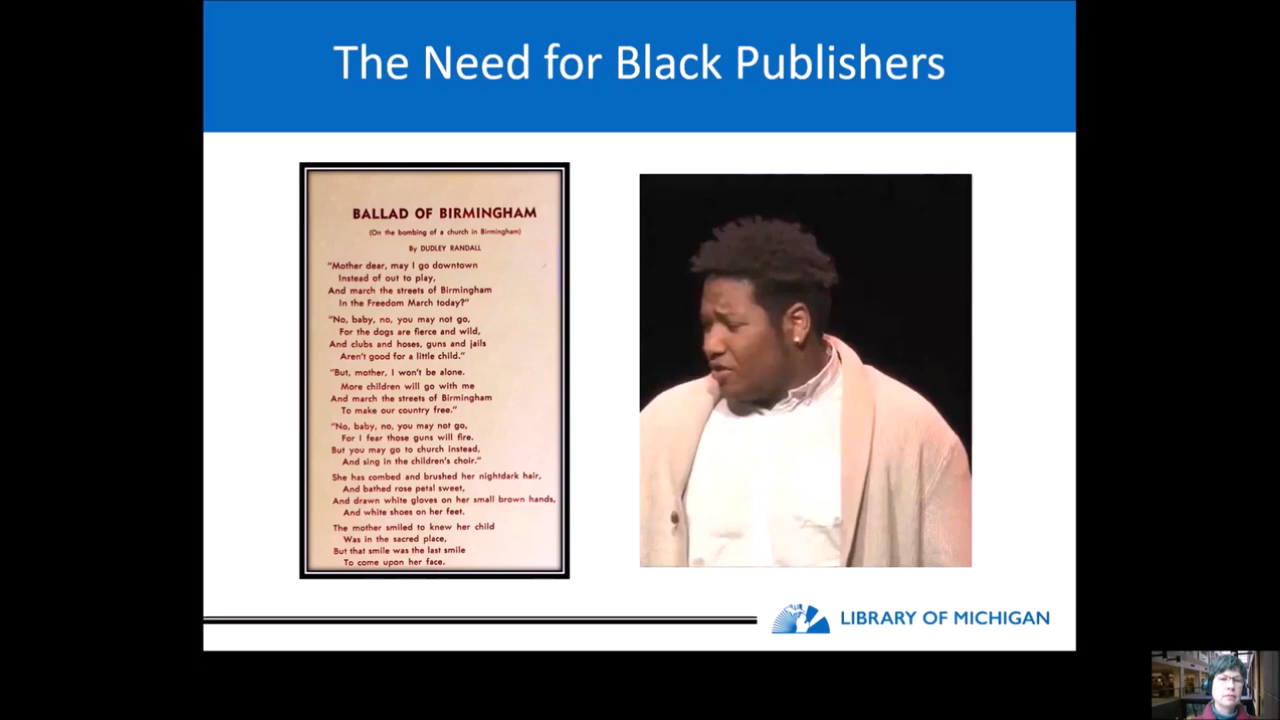 The Need for Black Publishers
BALLAD OF BIRMINGHAM
(On the bombing of a church in Birmingham)
By DUDLEY RANDALL
"Mother dear, may I go downtown
Instead of out to play,
And march the streets of Birmingham
In the Freedom March today?"
"No, baby, no, you may not go,
For the dogs are fierce and wild,
And clubs and hoses, guns and jails
Aren't good for a little child."
"But, mother, I won't be alone.
More children will go with me
And march the streets of Birmingham
To make our country free."
"No, baby, no, you may not go,
For I fear those guns will fire.
But you may go to church instead,
And sing in the children's choir."
She has combed and brushed her nightdark hair,
And bathed rose petal sweet,
And drawn white gloves on her small brown hands,
And white shoes on her feet.
The mother smiled to knew her child
Was in the sacred place,
But that smile was the last smile
To come upon her face.
LIBRARY OF MICHIGAN